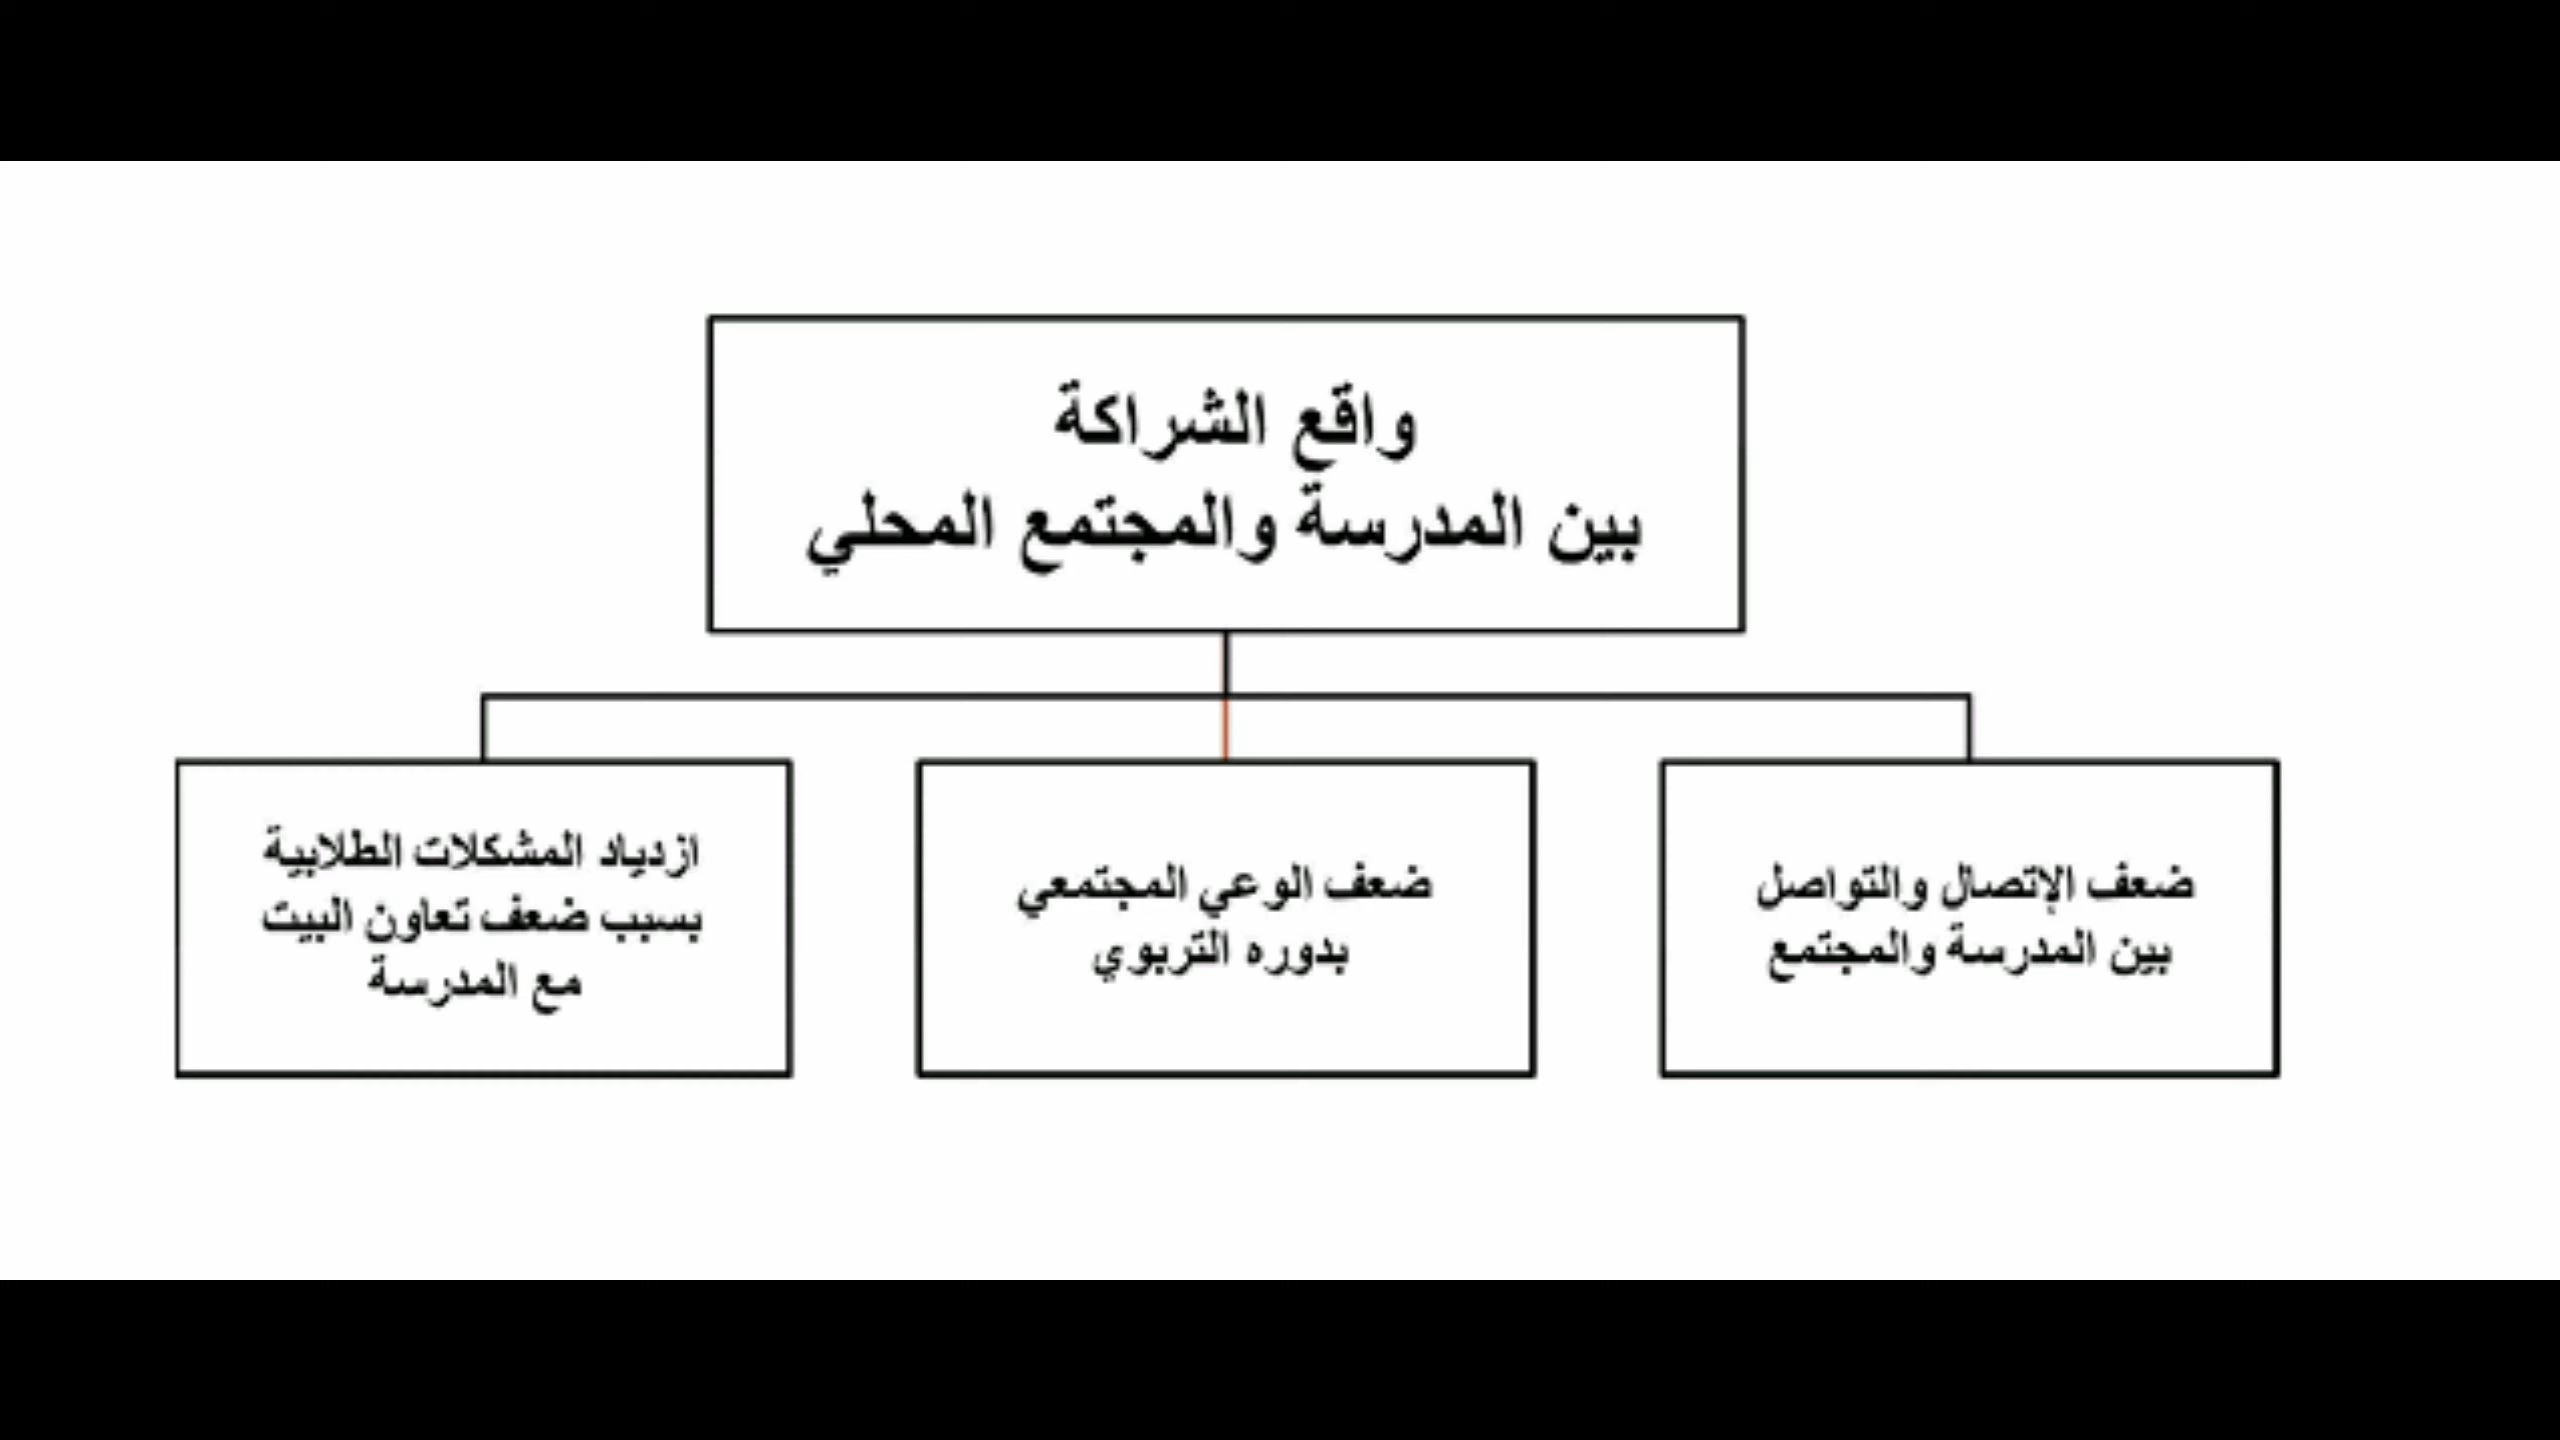 واقع الشراكة
بين المدرسة والمجتمع المحلي
ضعف الإتصال والتواصل
بين المدرسة والمجتمع
ضعف الوعي المجتمعي
بدوره التربوي
ازدياد المشكلات الطلابية
بسبب ضعف تعاون البيت
مع المدرسة